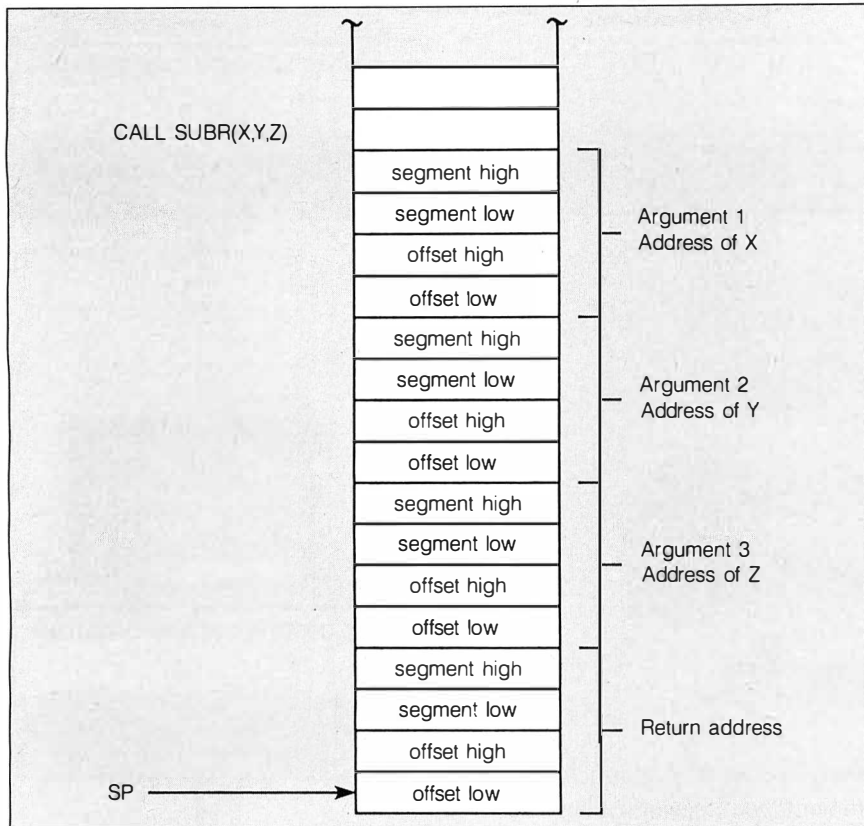 CALL SUBR(X,Y,Z)
segment high
segment low
offset high
offset low
Argument 1
Address of X
segment high
segment low
offset high
offset low
Argument 2
Address of Y
segment high
segment low
offset high
offset low
Argument 3
Address of Z
segment high
segment low
offset high
offset low
Return address
SP